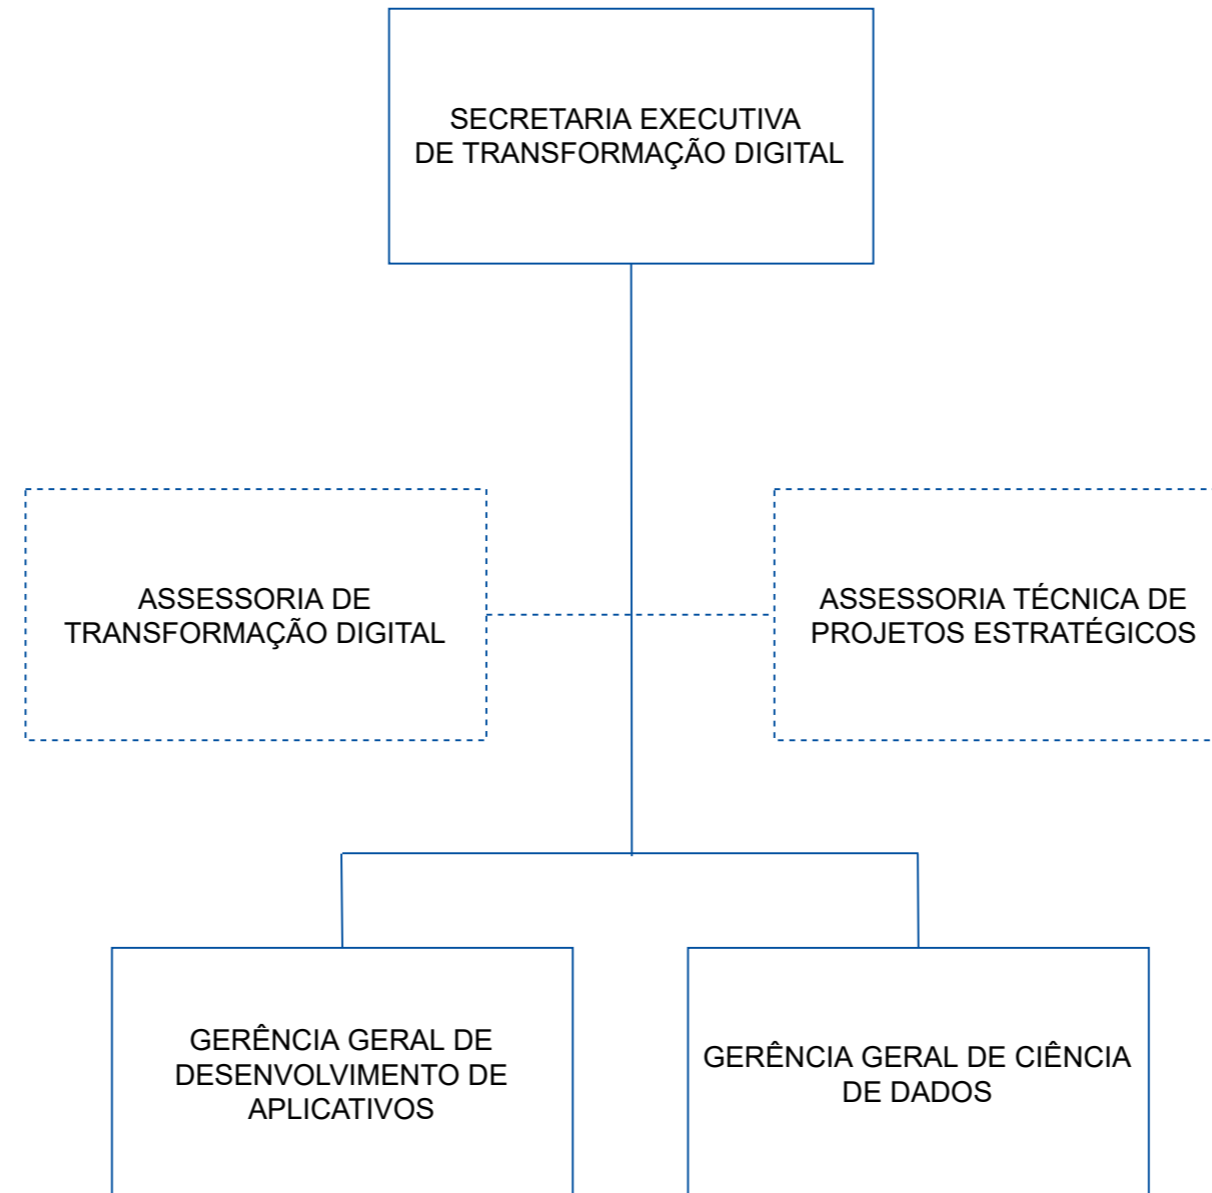 SECRETARIA EXECUTIVA
DE TRANSFORMAÇÃO DIGITAL
ASSESSORIA DE
TRANSFORMAÇÃO DIGITAL
ASSESSORIA TÉCNICA DE
PROJETOS ESTRATÉGICOS
GERÊNCIA GERAL DE
DESENVOLVIMENTO DE
APLICATIVOS
GERÊNCIA GERAL DE CIÊNCIA
DE DADOS